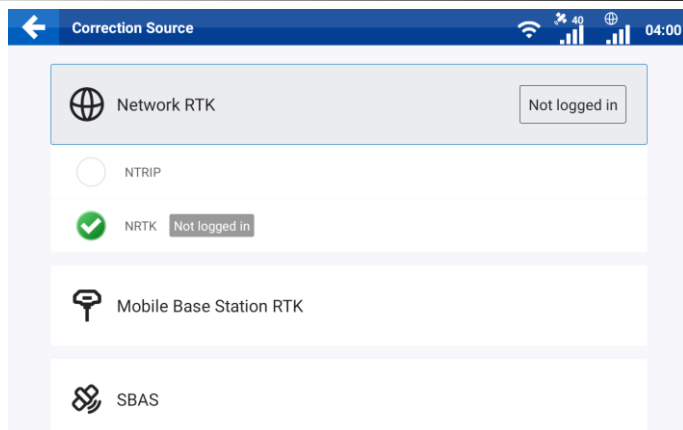 Correction Source
40
04:00
Network RTK
Not logged in
NTRIP
NRTK Not logged in
Mobile Base Station RTK
SBAS